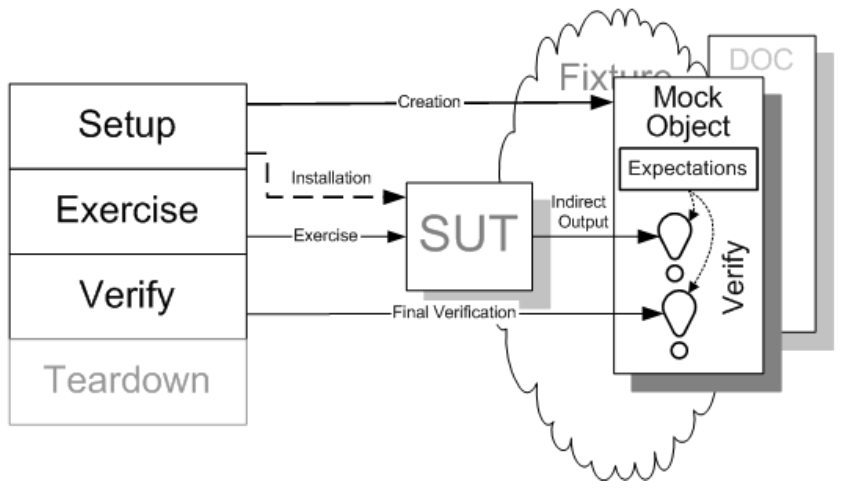 Setup
Exercise
Verify
Teardown
Creation
Installation
Exercise
Final Verification
SUT
Indirect
Output
Fixture
DOC
Mock
Object
Expectations
Verify